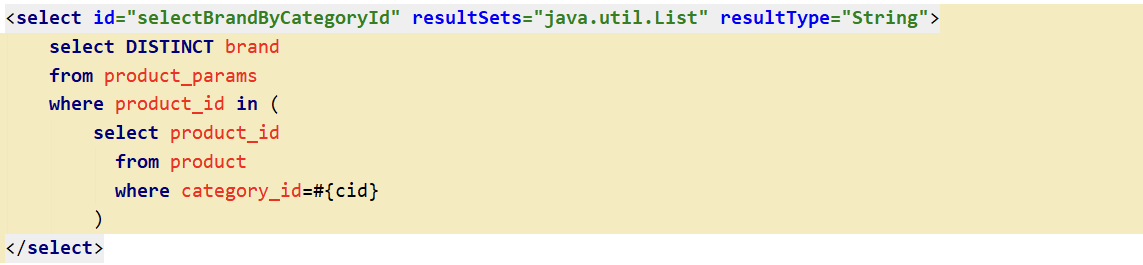 <select id="selectBrandByCategoryId" resultSets="java.util.List" resultType="String">
    select DISTINCT brand
    from product_params
    where product_id in (
        select product_id
          from product
          where category_id=#{cid}
        )
</select>